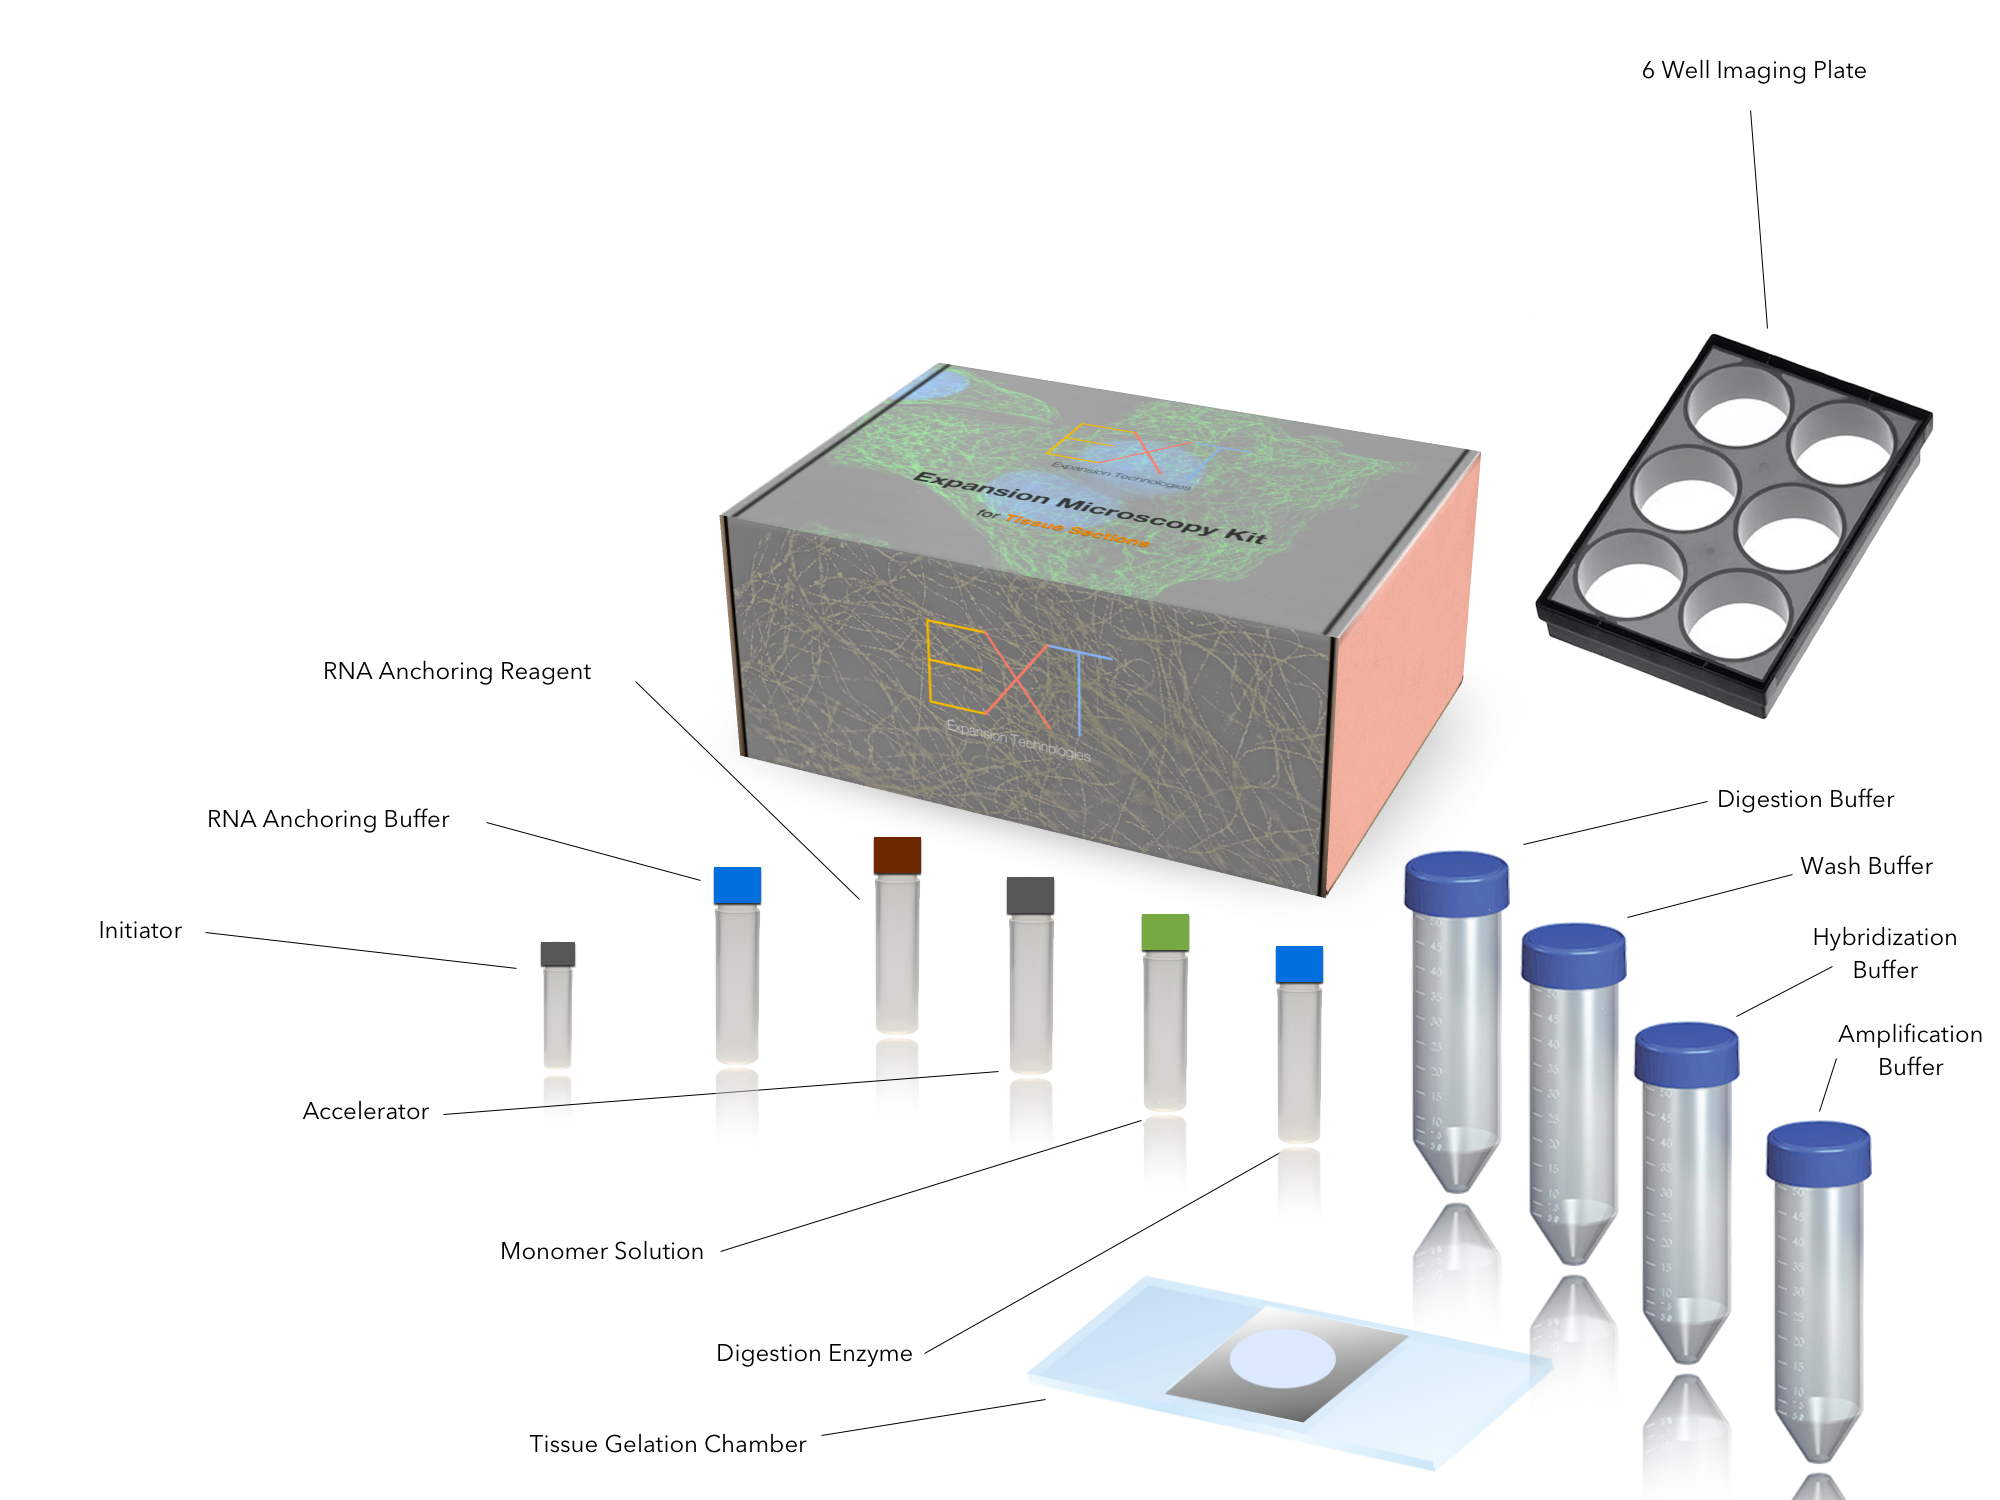 6 Well Imaging Plate
EXT
Expansion Technologies
Expansion Microscopy Kit
for Tissue Sections
EXT
Expansion Technologies
RNA Anchoring Reagent
RNA Anchoring Buffer
Initiator
Accelerator
Monomer Solution
Digestion Enzyme
Tissue Gelation Chamber
Digestion Buffer
Wash Buffer
Hybridization
Buffer
Amplification
Buffer